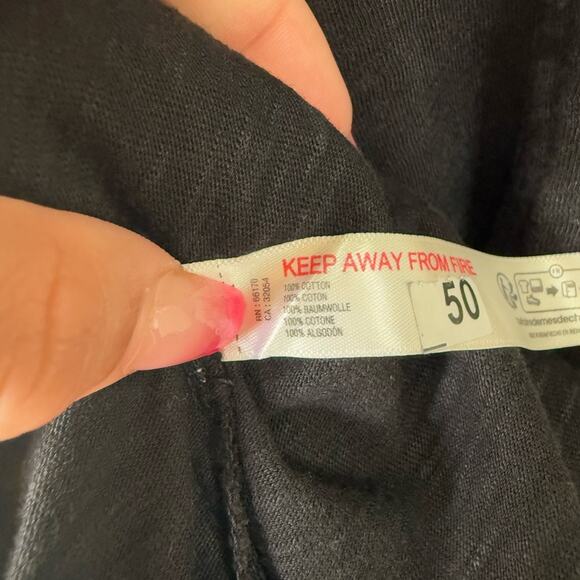 RN : 66170
CA : 32054
KEEP AWAY FROM FIRE
100% COTTON
100% COTON
100% BAUMWOLLE
100% COTONE
100% ALGODÓN
50
FR